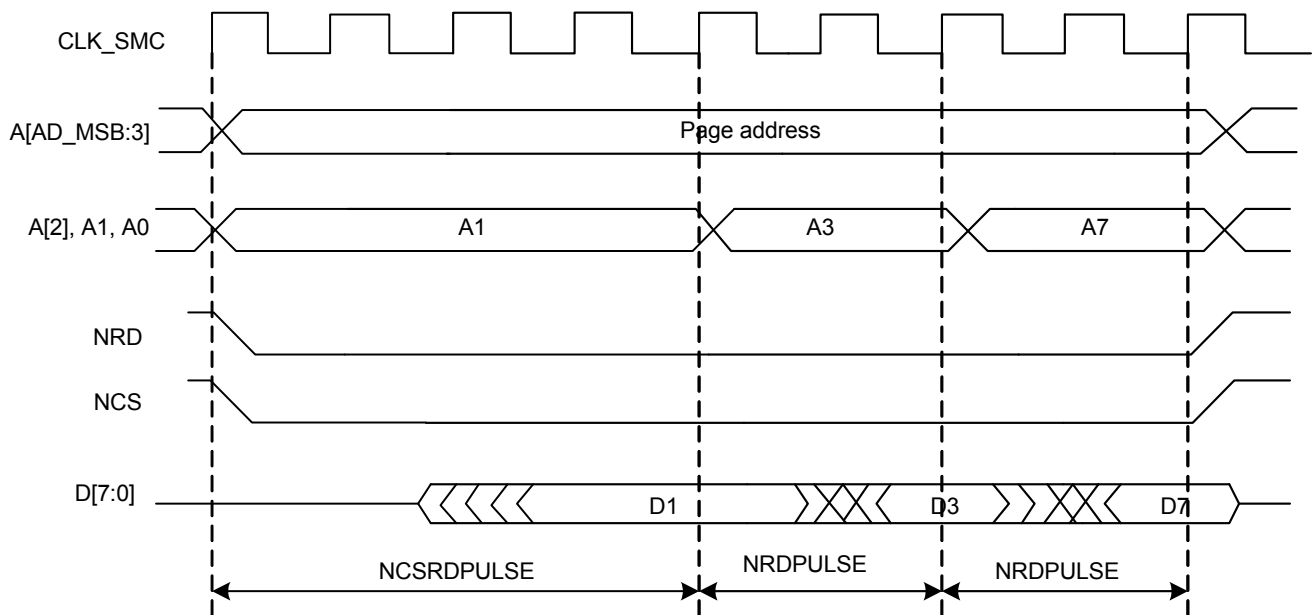 CLK_SMC
A[AD_MSB:3]
Page address
A[2], A1, A0
A1
A3
A7
NRD
NCS
D[7:0]
D1
D3
D7
NCSRDPULSE
NRDPULSE
NRDPULSE